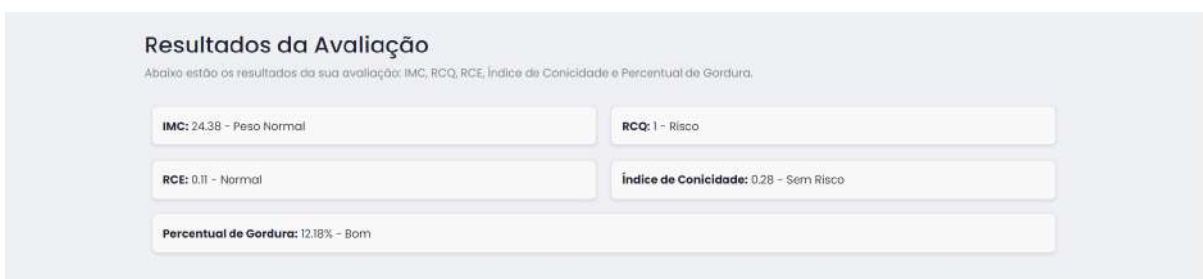 Resultados da Avaliação
Abaixo estão os resultados da sua avaliação: IMC, RCQ, RCE, Índice de Conicidade e Percentual de Gordura.
IMC: 24.38 - Peso Normal
RCQ: 1 - Risco
RCE: 0.11 - Normal
Índice de Conicidade: 0.28 - Sem Risco
Percentual de Gordura: 12.18% - Bom